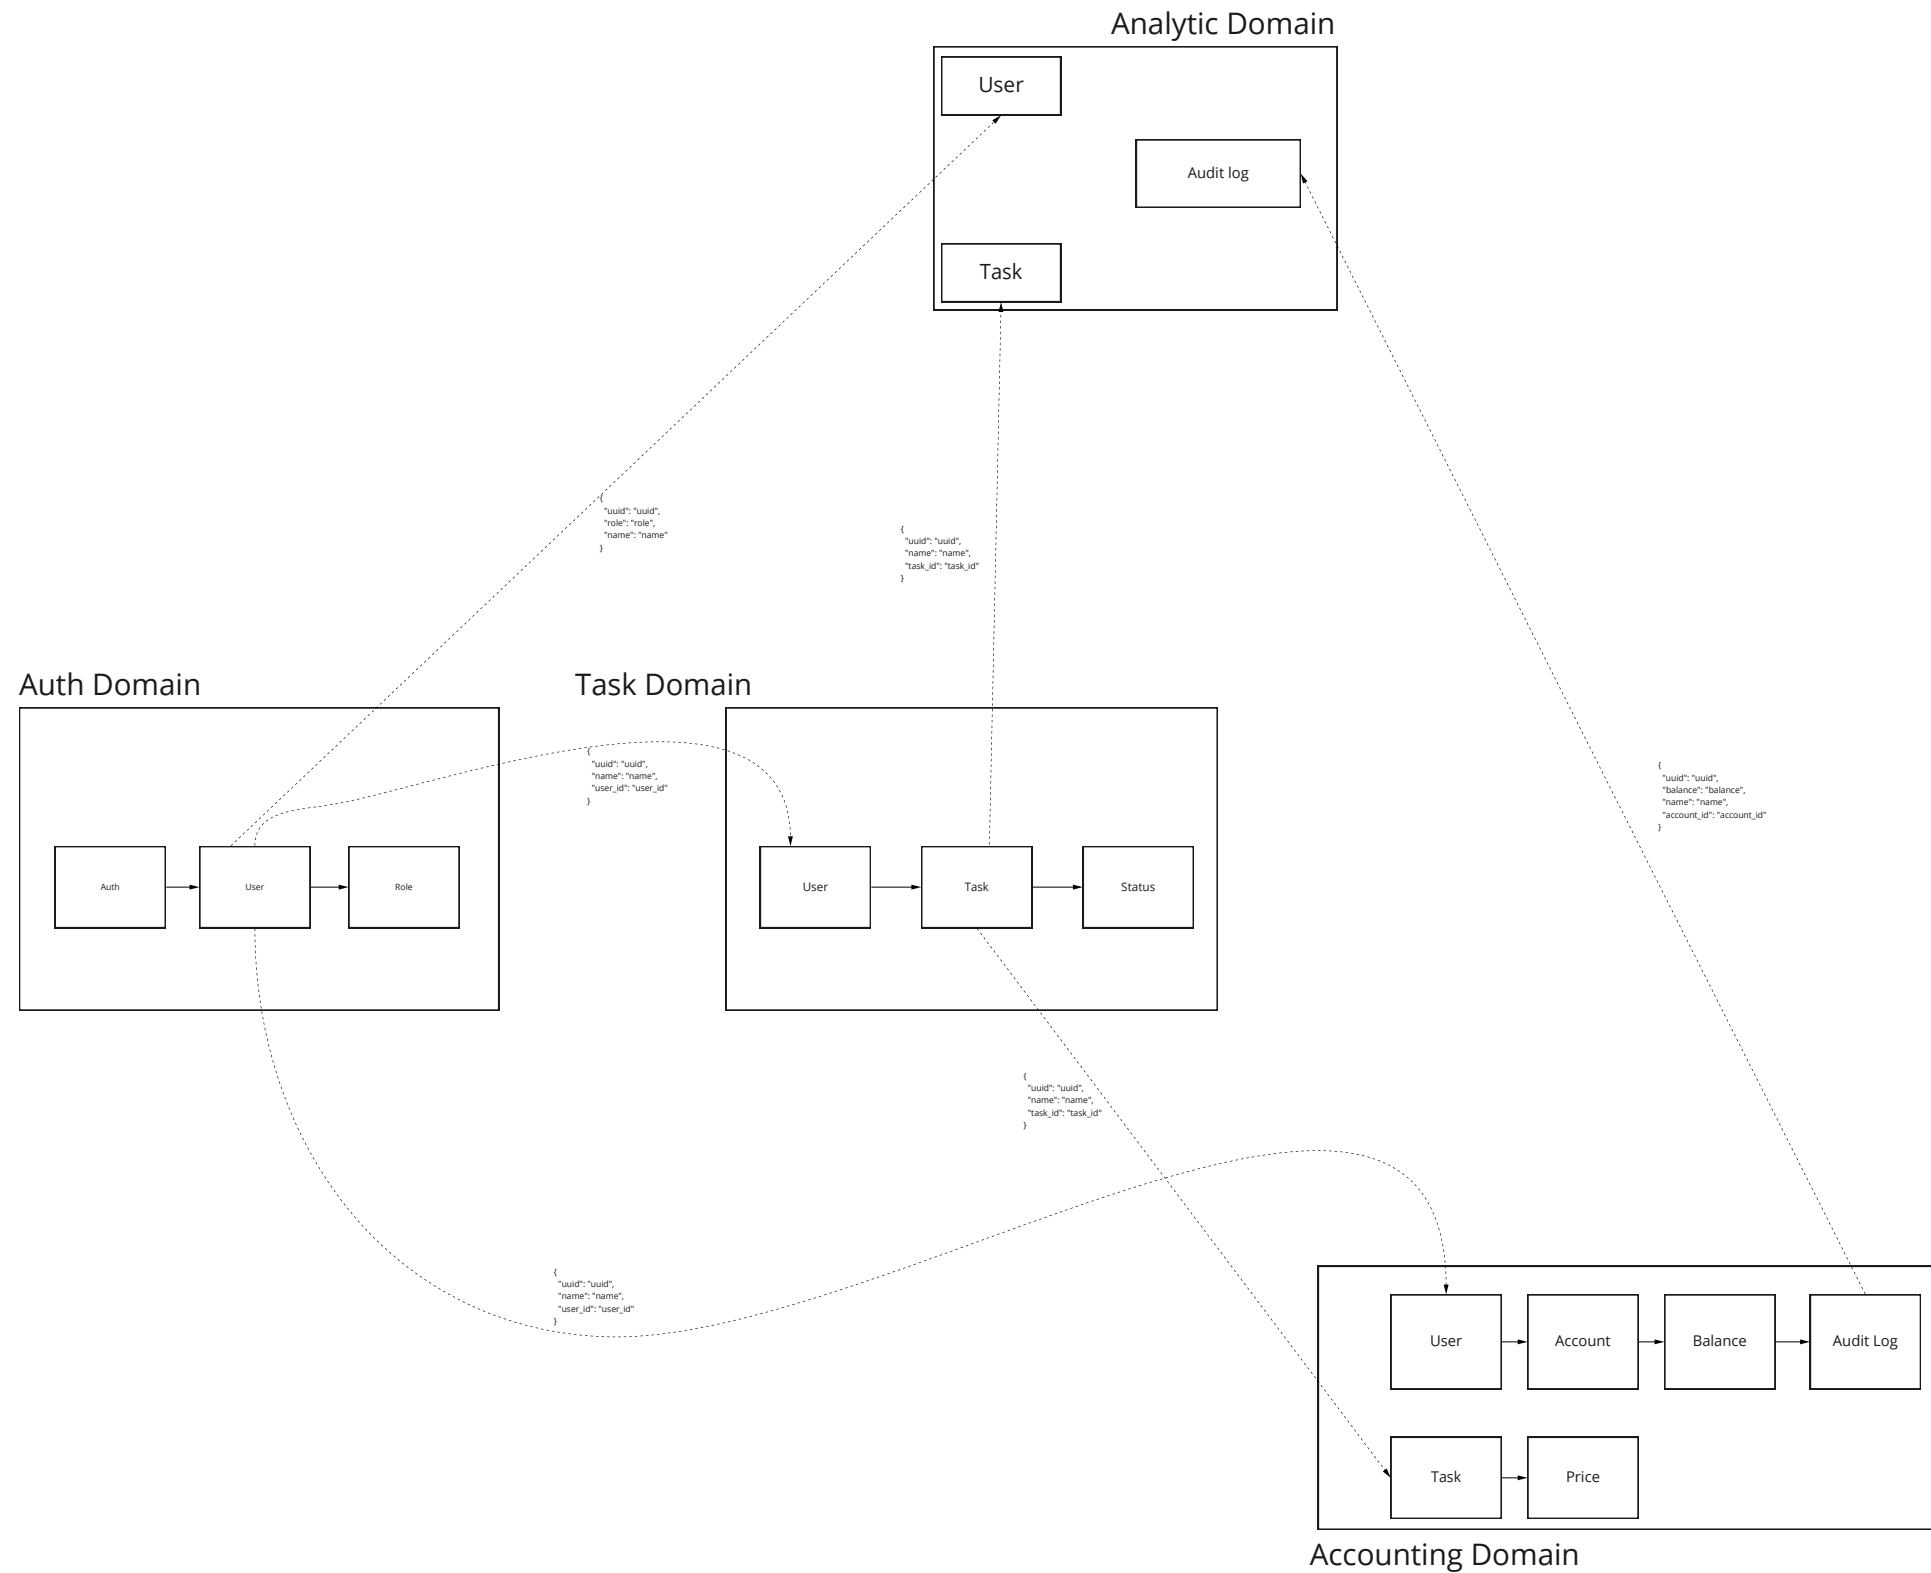 Analytic Domain
User
Audit log
Task
{
"uuid": "uuid",
"role": "role",
"name": "name"
}
{
"uuid": "uuid",
"name": "name",
"task_id": "task_id"
}
Auth Domain
Task Domain
{
"uuid": "uuid",
"name": "name",
"user_id": "user_id"
}
{
"uuid": "uuid",
"balance": "balance",
"name": "name",
"account_id": "account_id"
}
Auth
User
Role
User
Task
Status
{
"uuid": "uuid",
"name": "name",
"task_id": "task_id"
}
{
"uuid": "uuid",
"name": "name",
"user_id": "user_id"
}
User
Account
Balance
Audit Log
Task
Price
Accounting Domain